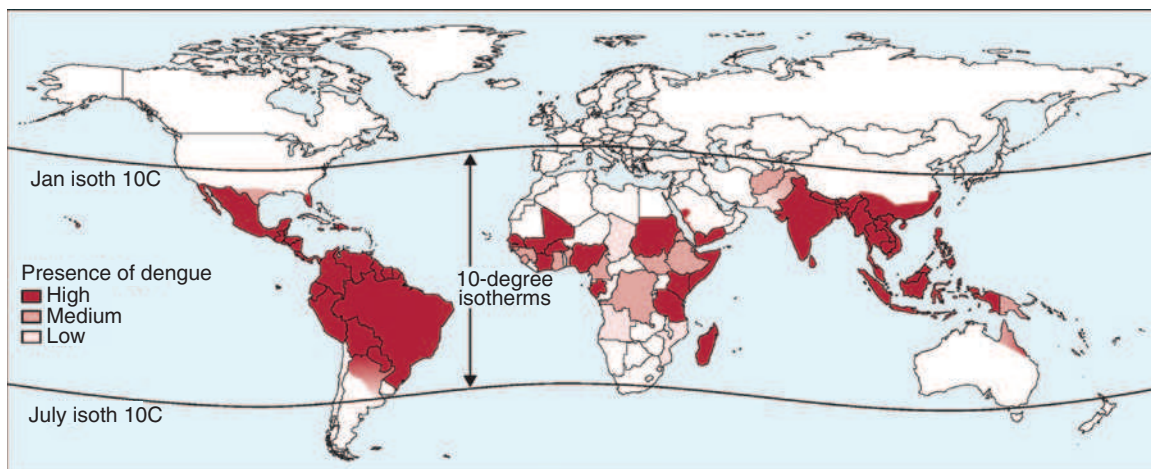 Jan isoth 10C
10-degree
isotherms
Presence of dengue
High
Medium
Low
July isoth 10C